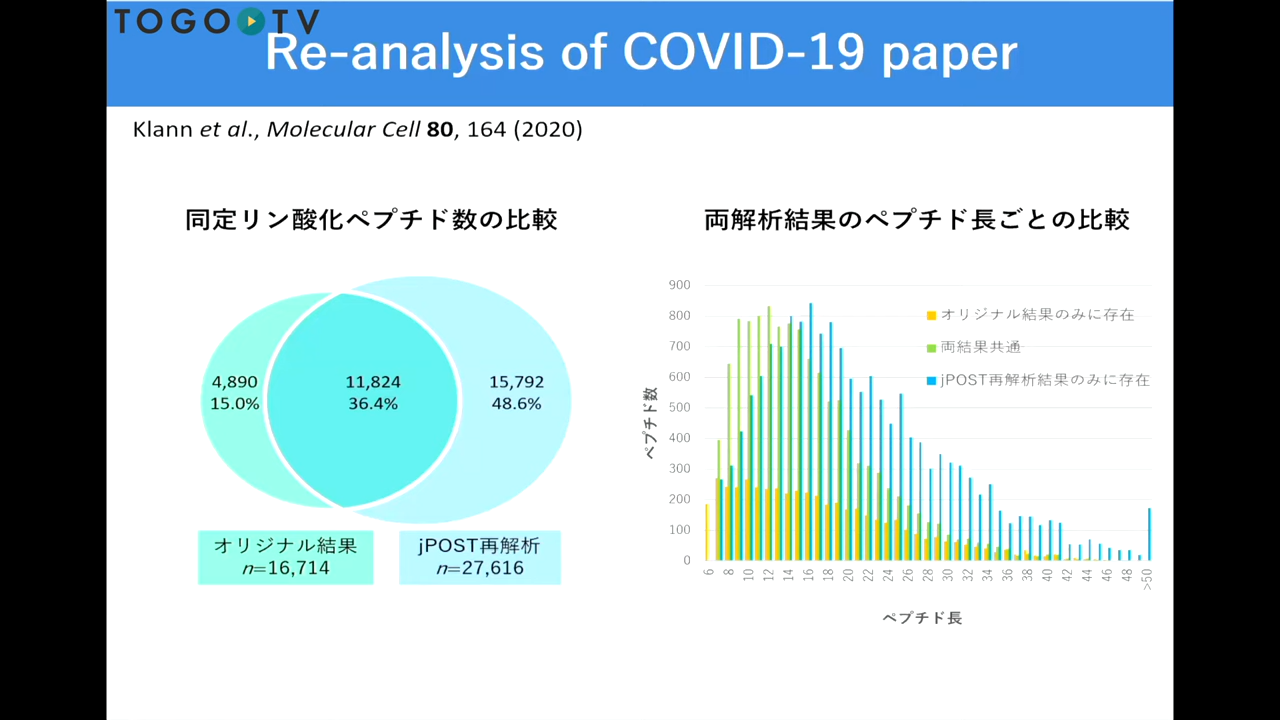 TOGO TV
Re-analysis of COVID-19 paper
Klann et al., Molecular Cell 80, 164 (2020)
同定リン酸化ペプチド数の比較
4,890
15.0%
11,824
36.4%
15,792
48.6%
オリジナル結果
n=16,714
jPOST再解析
n=27,616
両解析結果のペプチド長ごとの比較
900
800
700
600
500
400
300
200
100
0
ペプチド数
オリジナル結果のみに存在
両結果共通
jPOST再解析結果のみに存在
6 8 10 12 14 16 18 20 22 24 26 28 30 32 34 36 38 40 42 44 46 48 >50
ペプチド長